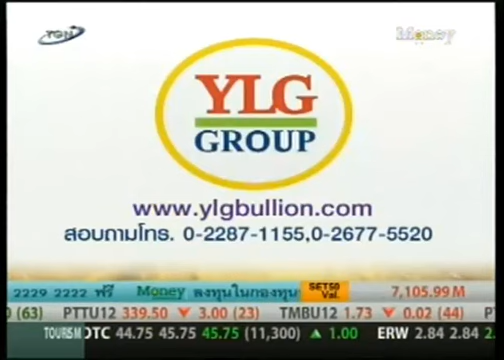 TGN
Money
YLG
GROUP
www.ylgbullion.com
สอบถามโทร. 0-2287-1155,0-2677-5520
2229 2222 ฟรี Money ลงทุนในกองทุน SET50 Val. 7,105.99 M
(63) PTTU12 339.50 ▼ 3.00 (23) TMBU12 1.73 ▼ 0.02 (44) P
TOURISM OTC 44.75 45.75 45.75 (11,300) ▲ 1.00 ERW 2.84 2.84 2